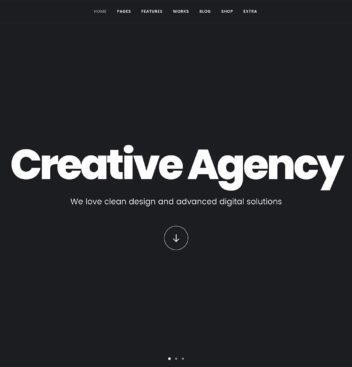 HOME PAGES FEATURES WORKS BLOG SHOP EXTRA
Creative Agency
We love clean design and advanced digital solutions